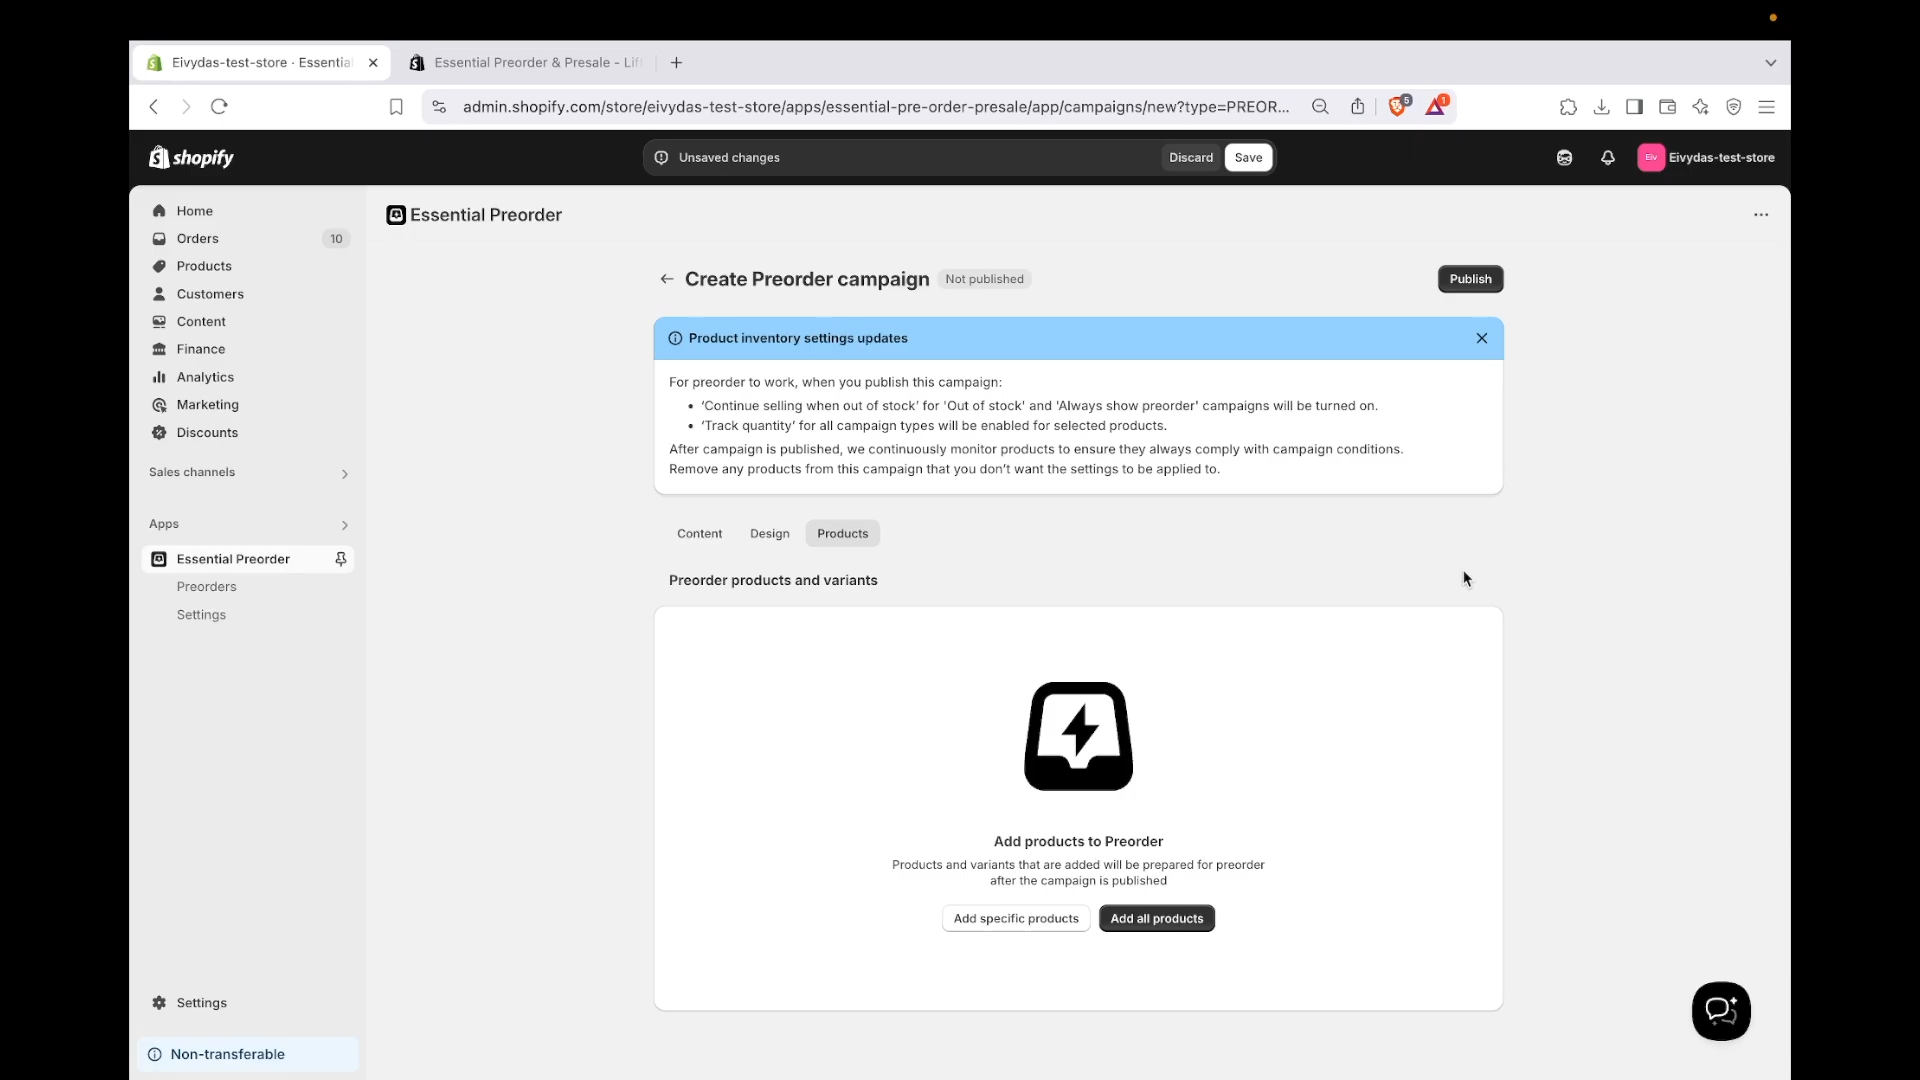 Eivydas-test-store · Essential
Essential Preorder & Presale - Lif
admin.shopify.com/store/eivydas-test-store/apps/essential-pre-order-presale/app/campaigns/new?type=PREOR...
5
1
shopify
Unsaved changes
Discard
Save
Eiv
Eivydas-test-store
Home
Orders
10
Products
Customers
Content
Finance
Analytics
Marketing
Discounts
Sales channels
Apps
Essential Preorder
Preorders
Settings
Settings
Non-transferable
Essential Preorder
Create Preorder campaign
Not published
Publish
Product inventory settings updates
For preorder to work, when you publish this campaign:
• ‘Continue selling when out of stock’ for 'Out of stock' and 'Always show preorder' campaigns will be turned on.
• ‘Track quantity’ for all campaign types will be enabled for selected products.
After campaign is published, we continuously monitor products to ensure they always comply with campaign conditions.
Remove any products from this campaign that you don’t want the settings to be applied to.
Content
Design
Products
Preorder products and variants
Add products to Preorder
Products and variants that are added will be prepared for preorder
after the campaign is published
Add specific products
Add all products